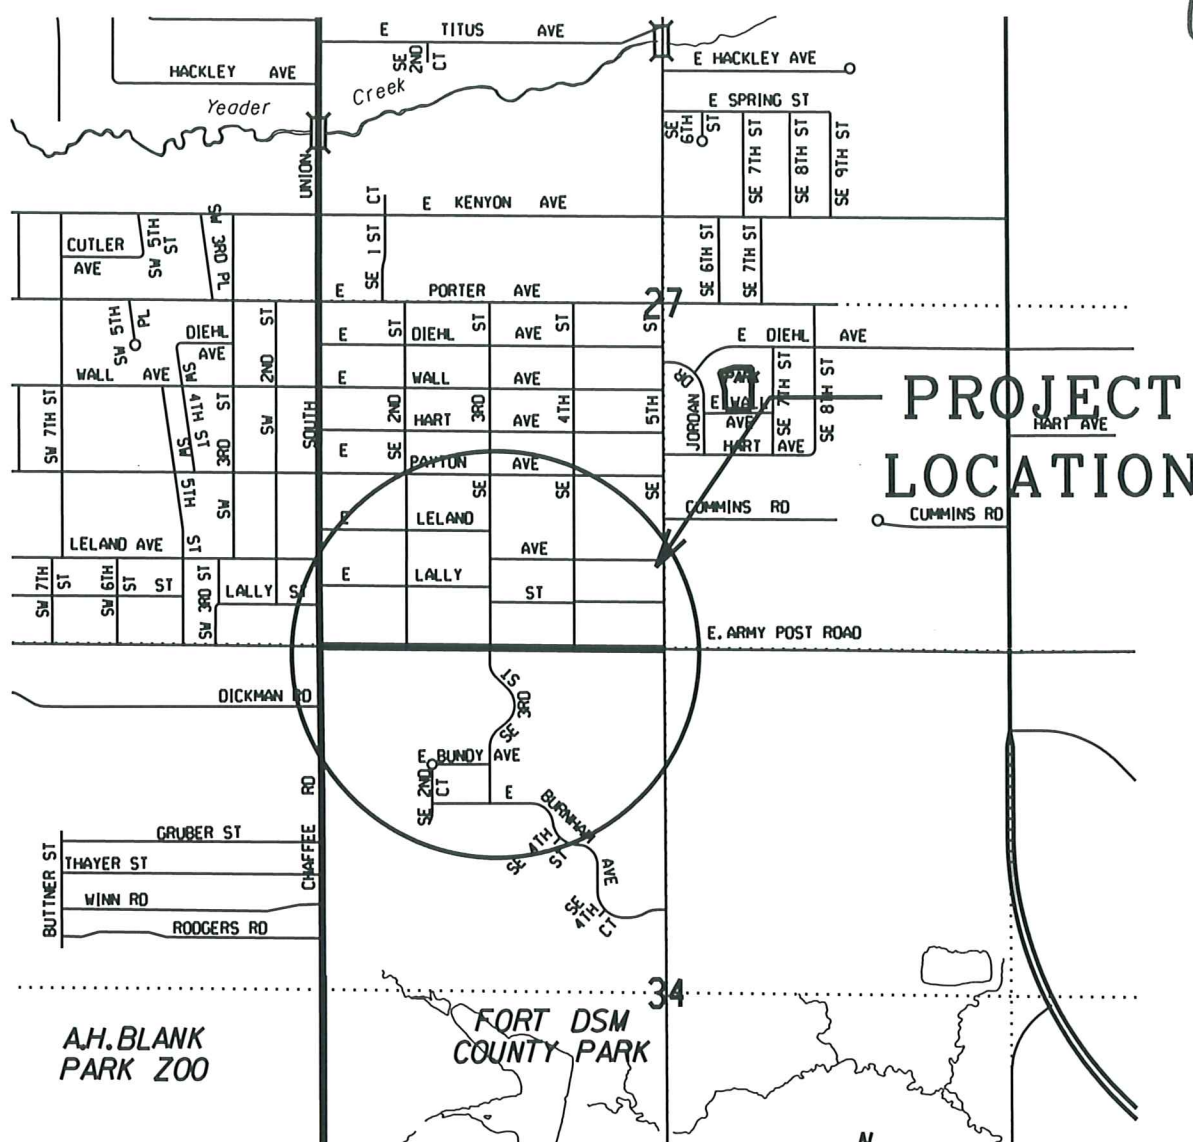 E TITUS AVE
SE 2ND CT
HACKLEY AVE
E HACKLEY AVE
Yeader Creek
E SPRING ST
SE 6TH ST
SE 7TH ST
SE 8TH ST
SE 9TH ST
UNION
E KENYON AVE
SE 1 ST CT
CUTLER AVE
SW 5TH ST
SW 3RD PL
SE 6TH ST
SE 7TH ST
E PORTER AVE
27
SW 5TH PL
DIEHL AVE
SW 2ND ST
E DIEHL AVE
E DIEHL AVE
WALL AVE
E WALL AVE
JORDAN DR
PARK
E WALL AVE
SE 7TH ST
SE 8TH ST
PROJECT
LOCATION
SW 7TH ST
SW 4TH ST
SW 3RD ST
SOUTH
SE 2ND ST
SE 3RD ST
SE 4TH ST
SE 5TH ST
E HART AVE
HART AVE
HART AVE
SW 5TH ST
E PAYTON AVE
CUMMINS RD
CUMMINS RD
E LELAND AVE
LELAND AVE
SW 7TH ST
SW 6TH ST
ST
SW 3RD ST
LALLY ST
E LALLY ST
E. ARMY POST ROAD
DICKMAN RD
SE 3RD ST
E BUNDY AVE
SE 2ND CT
E BURNHAM AVE
SE 4TH ST
SE 4TH CT
CHAFFEE RD
GRUBER ST
BUTTNER ST
THAYER ST
WINN RD
RODGERS RD
34
A.H. BLANK
PARK ZOO
FORT DSM
COUNTY PARK
N